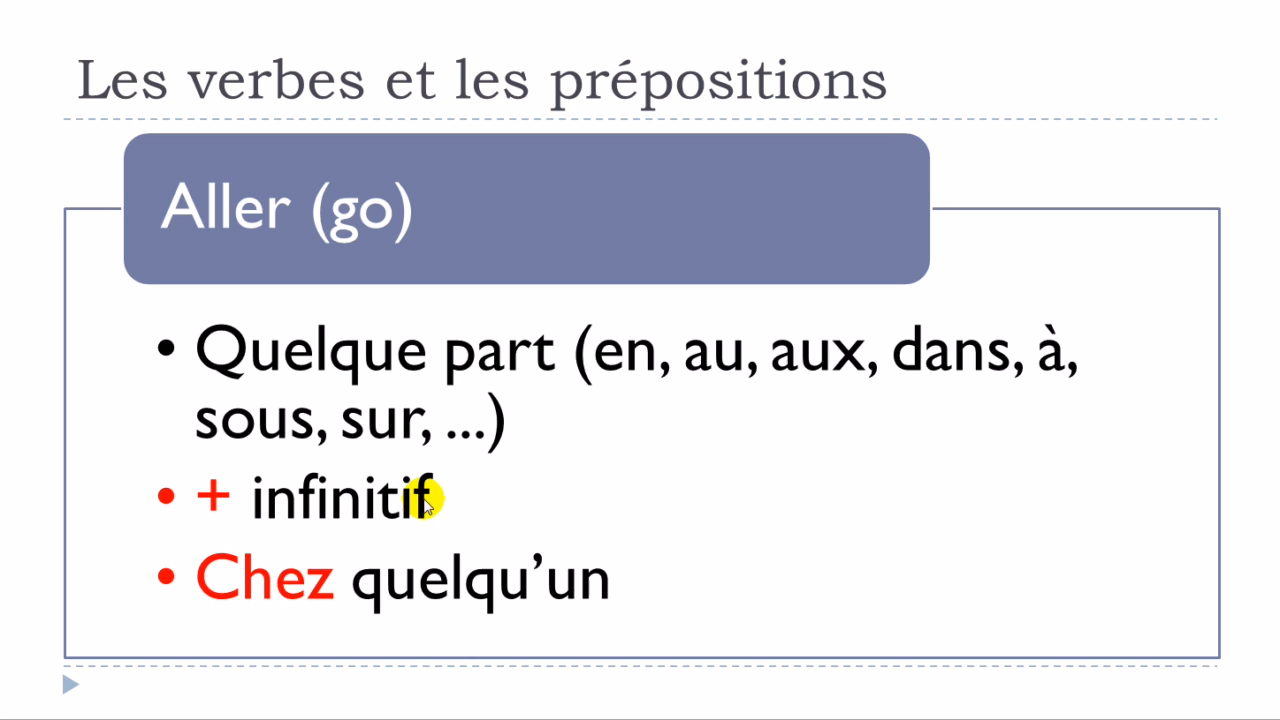 Les verbes et les prépositions
Aller (go)
• Quelque part (en, au, aux, dans, à,
sous, sur, ...)
• + infinitif
• Chez quelqu’un